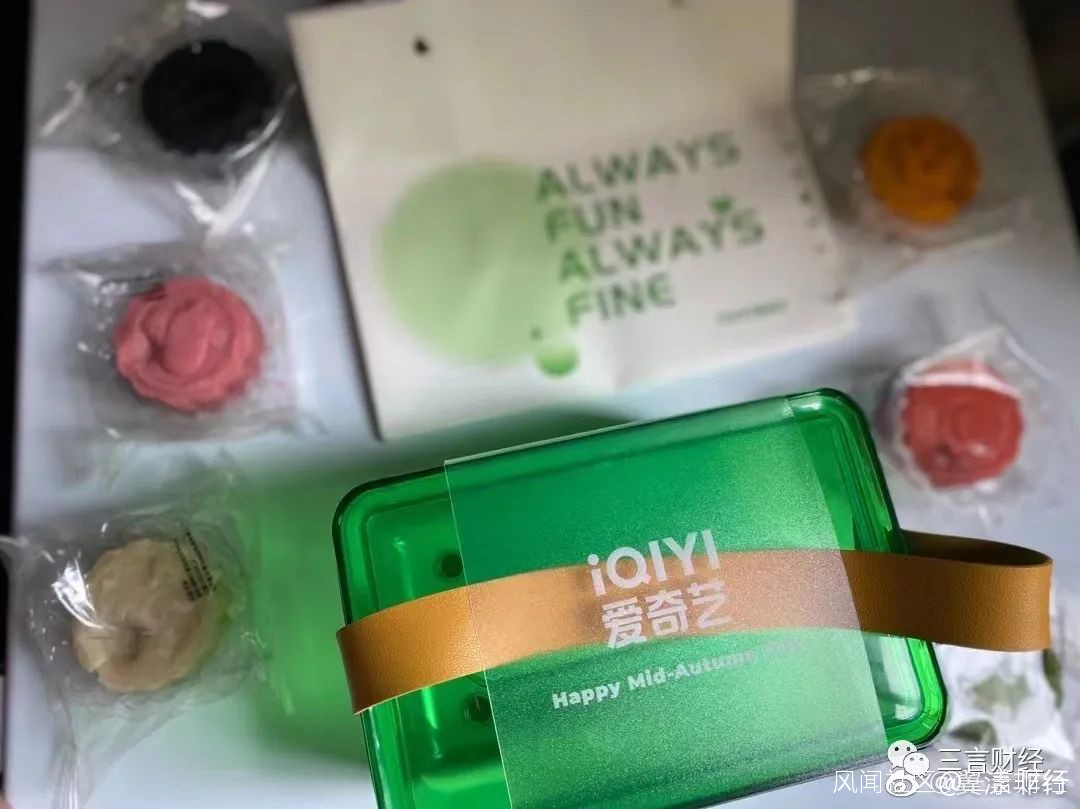 ALWAYS
FUN
ALWAYS
FINE
iQIYI
爱奇艺
Happy Mid-Autumn
三言财经